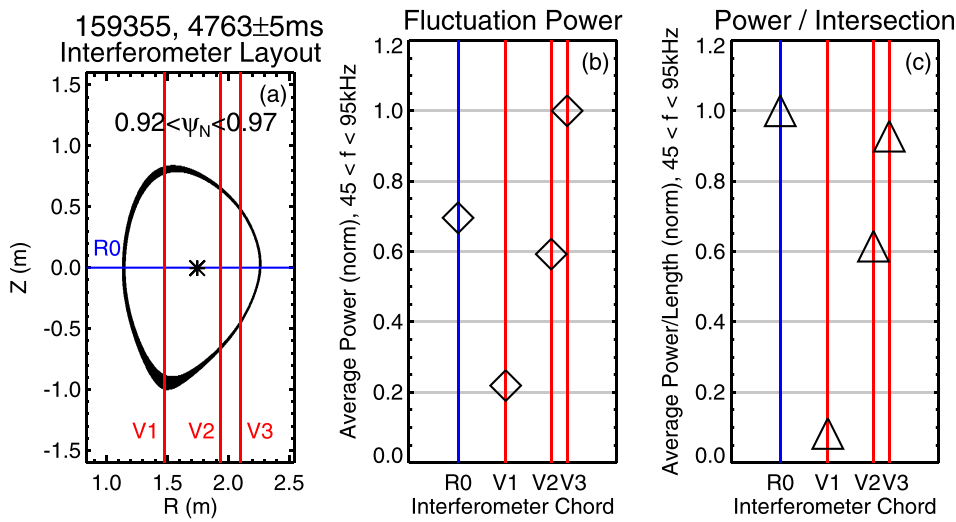 159355, 4763±5ms
Interferometer Layout
(a)
0.92<ψN<0.97
R0
V1 V2 V3
1.5
1.0
0.5
0.0
-0.5
-1.0
-1.5
Z (m)
1.0 1.5 2.0 2.5
R (m)
Fluctuation Power
(b)
Average Power (norm), 45 < f < 95kHz
1.2
1.0
0.8
0.6
0.4
0.2
0.0
R0 V1 V2 V3
Interferometer Chord
Power / Intersection
(c)
Average Power/Length (norm), 45 < f < 95kHz
1.2
1.0
0.8
0.6
0.4
0.2
0.0
R0 V1 V2 V3
Interferometer Chord